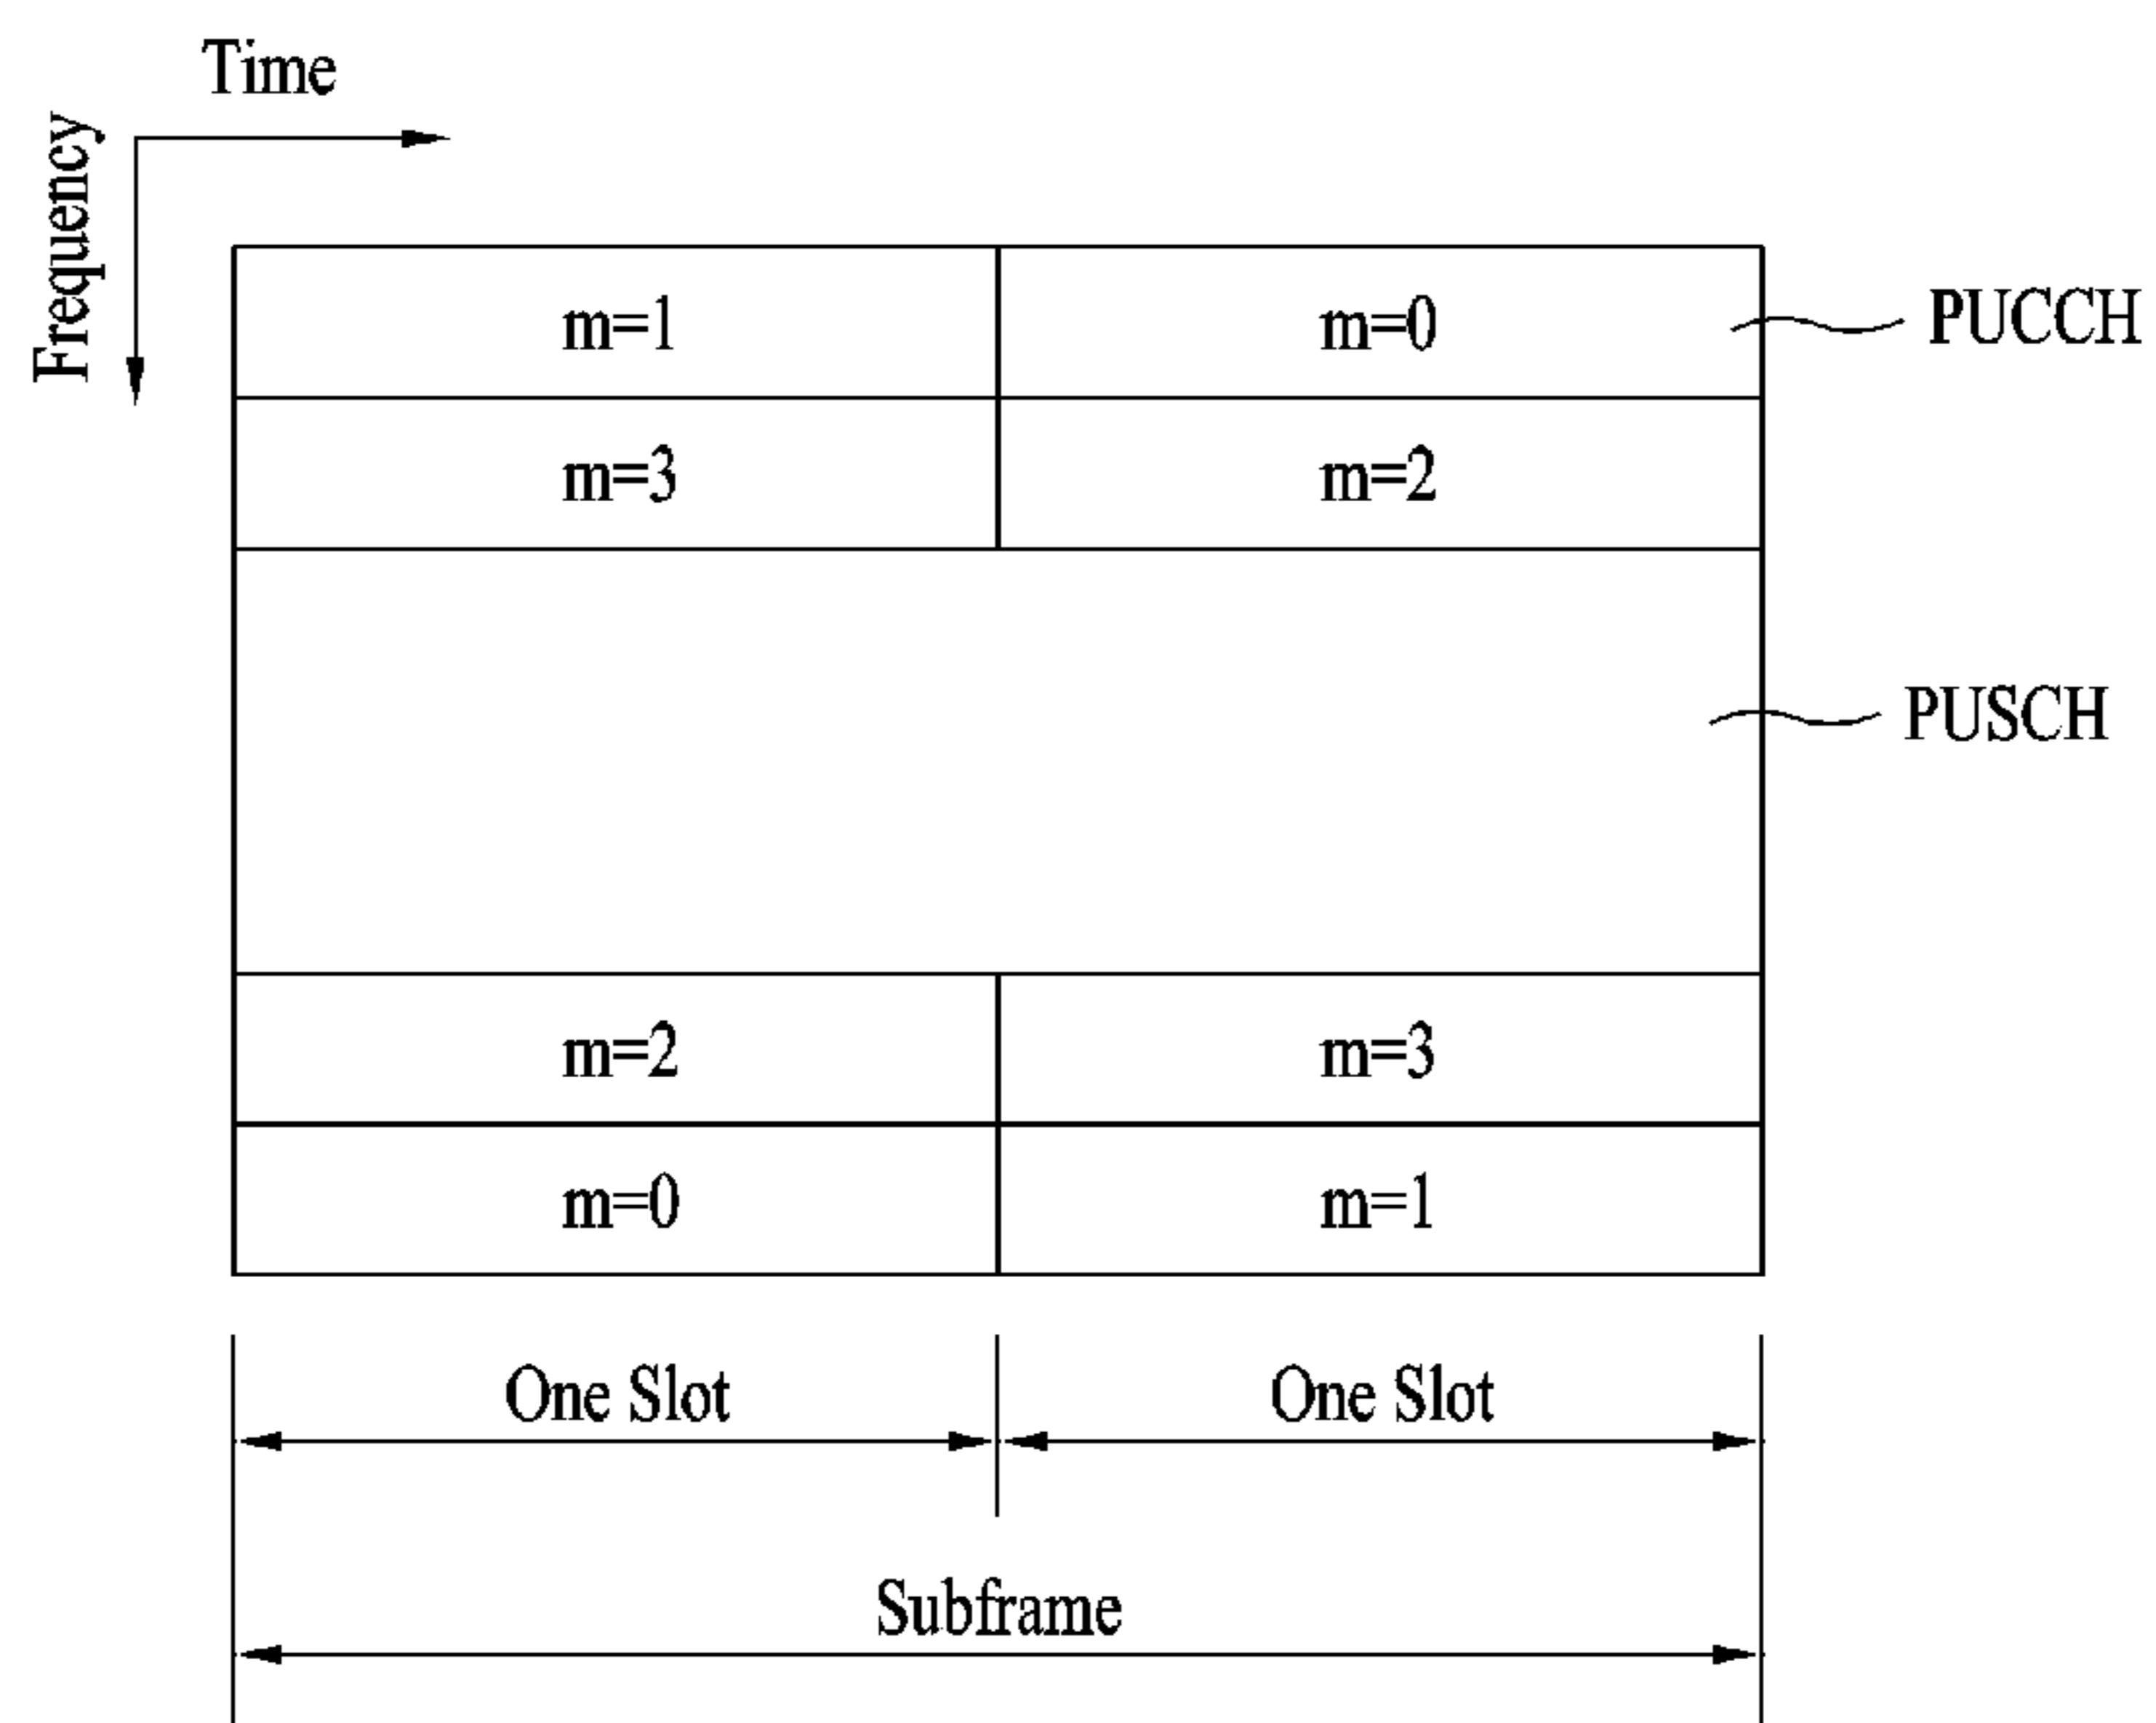 Time
Frequency
m=1 m=0 PUCCH
m=3 m=2
PUSCH
m=2 m=3
m=0 m=1
One Slot One Slot
Subframe